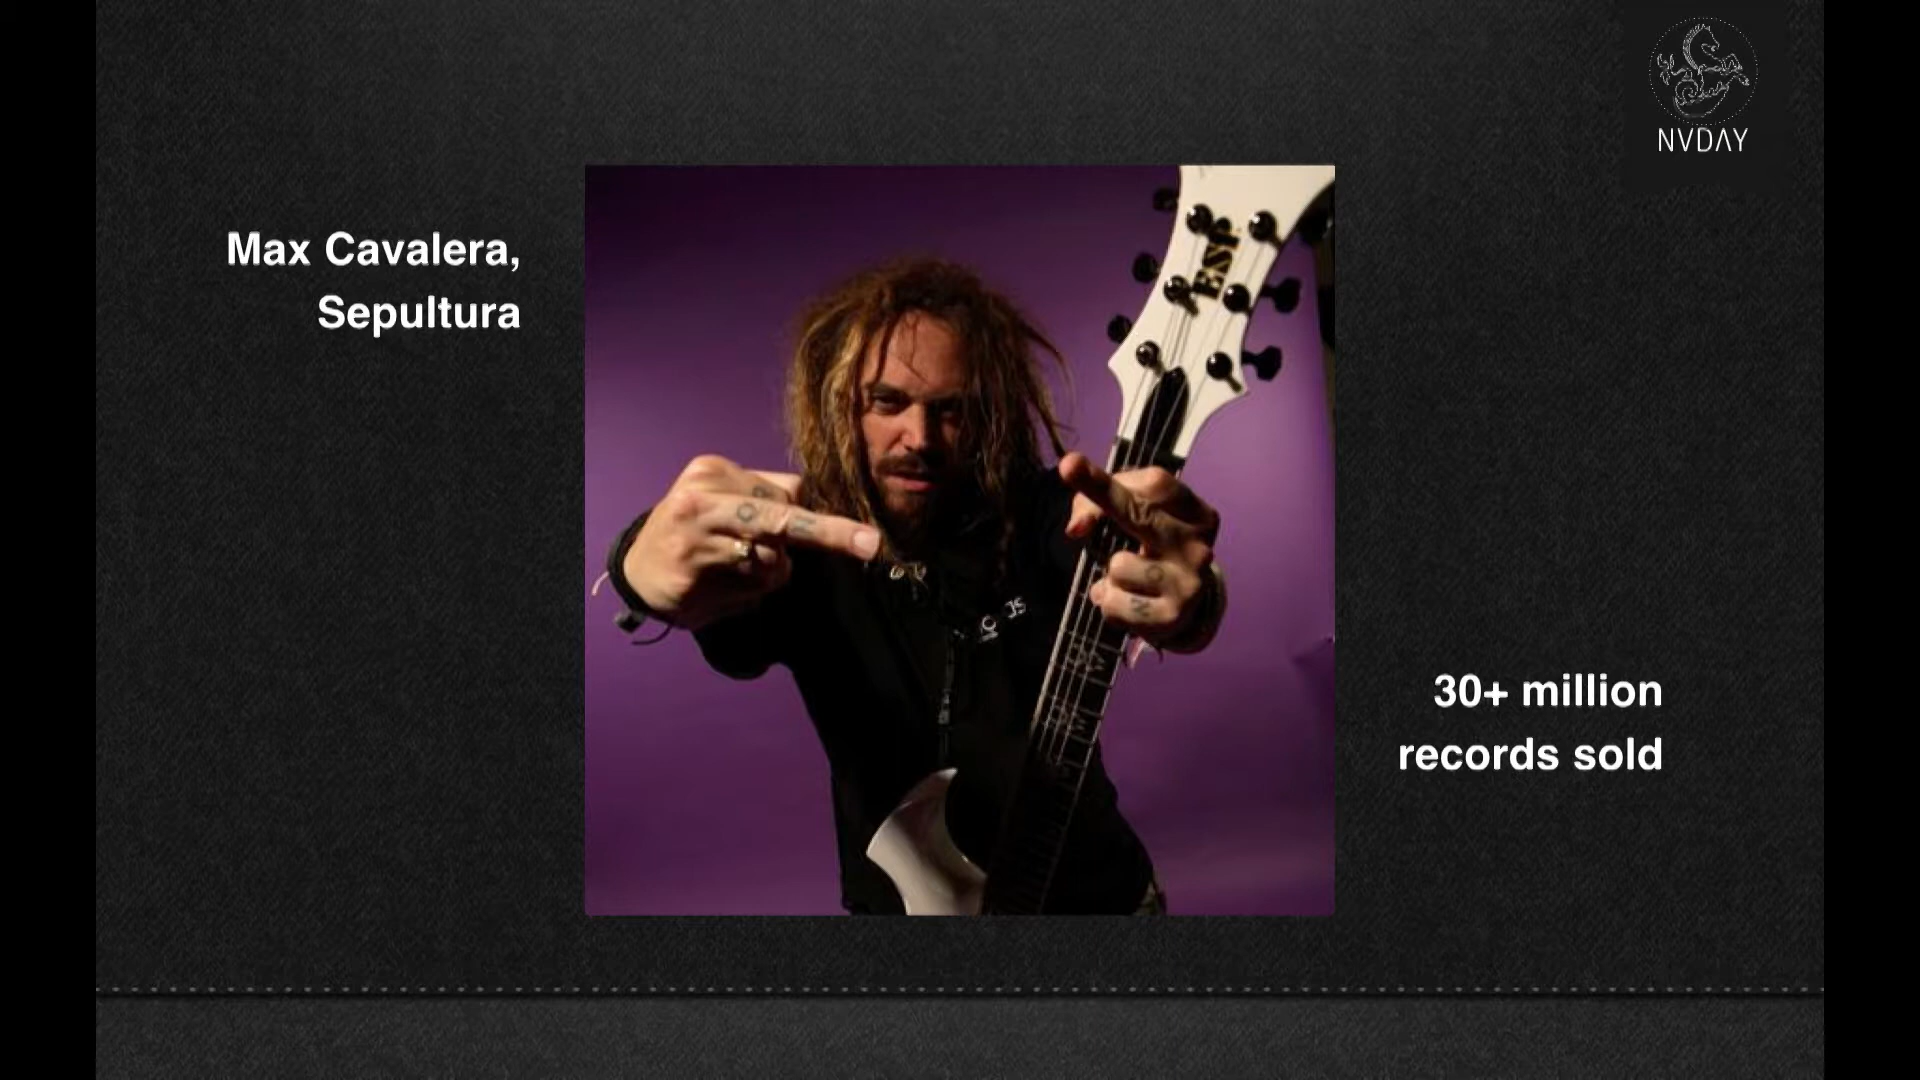 NVDAY
Max Cavalera,
Sepultura
ESP
30+ million
records sold